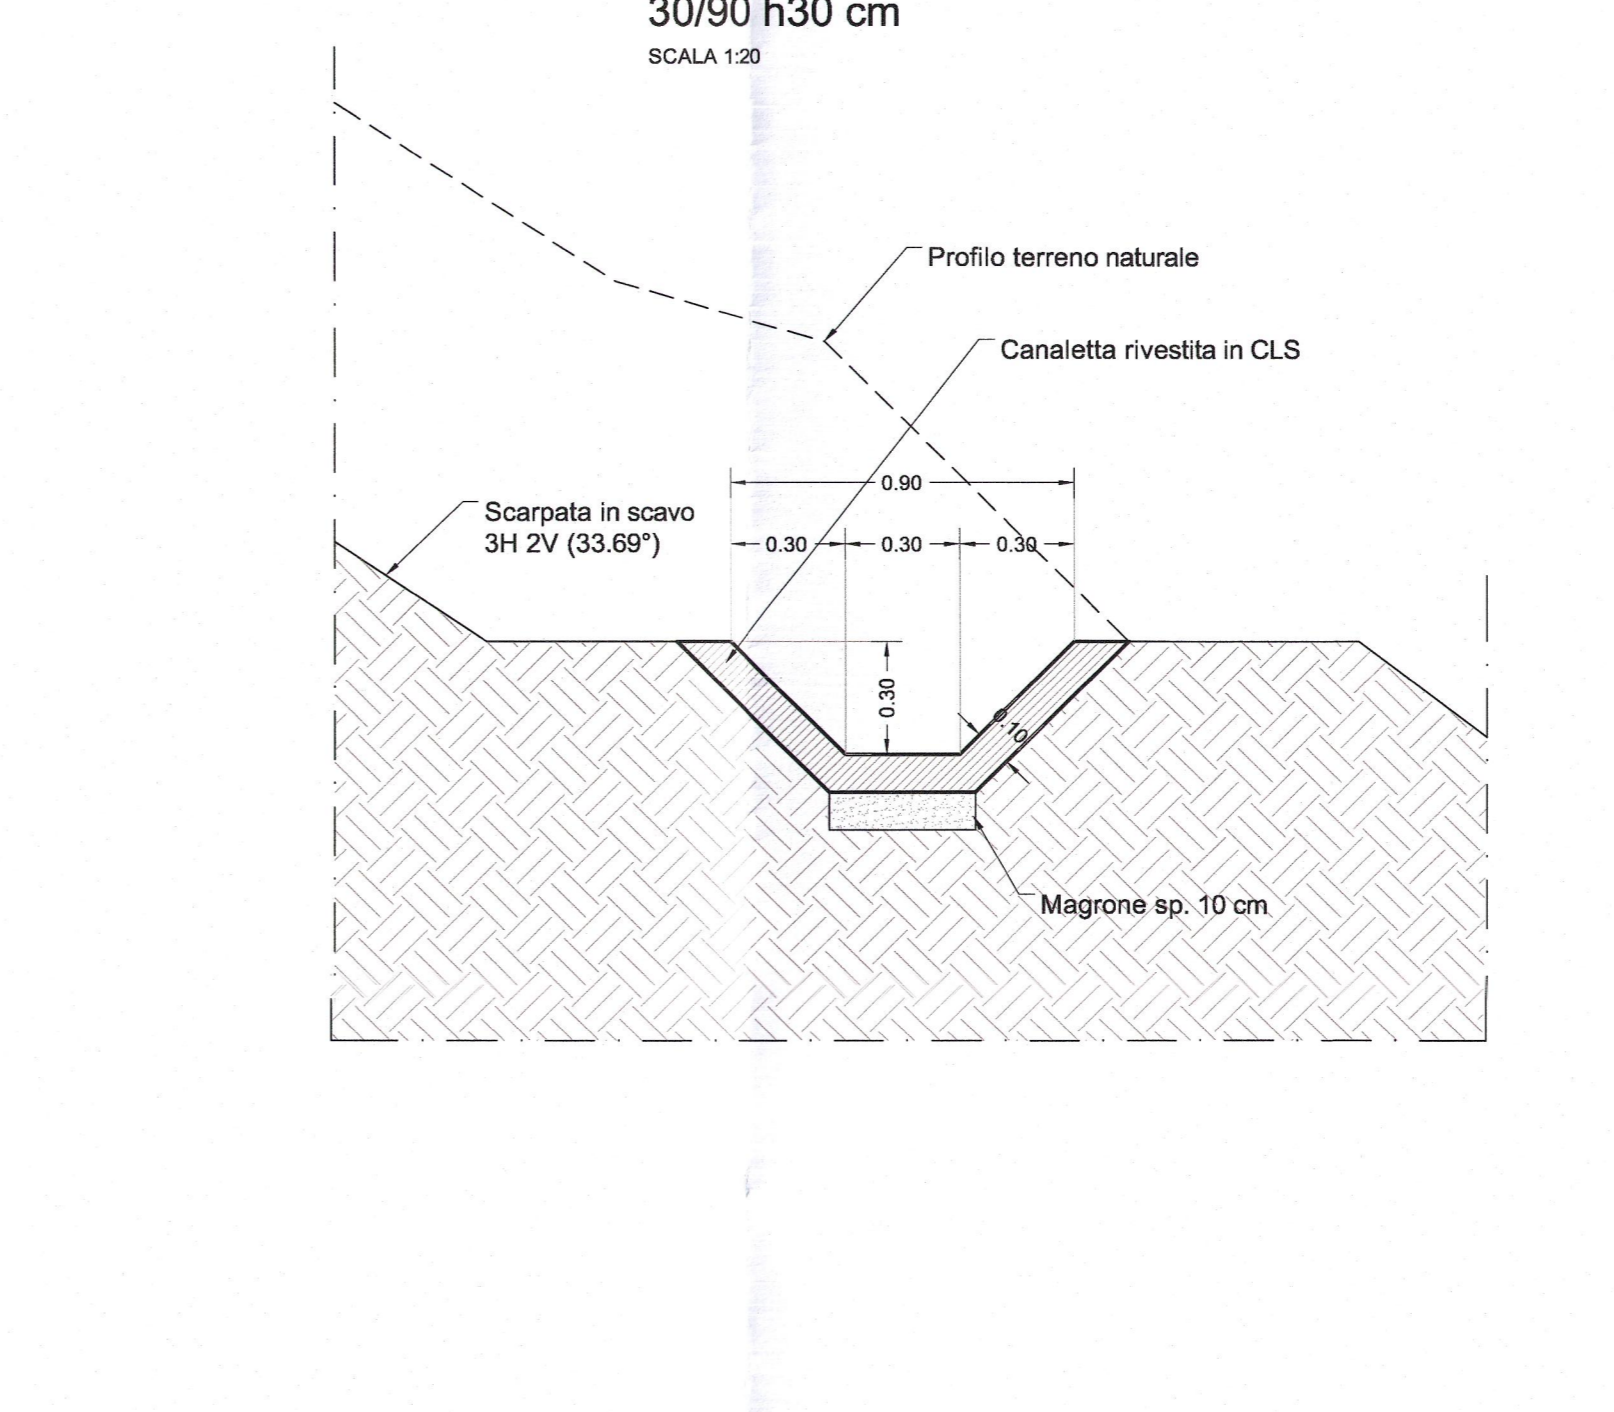 30/90 h30 cm
SCALA 1:20
Profilo terreno naturale
Canaletta rivestita in CLS
0.90
Scarpata in scavo
3H 2V (33.69°)
0.30
0.30
0.30
0.30
0.10
Magrone sp. 10 cm